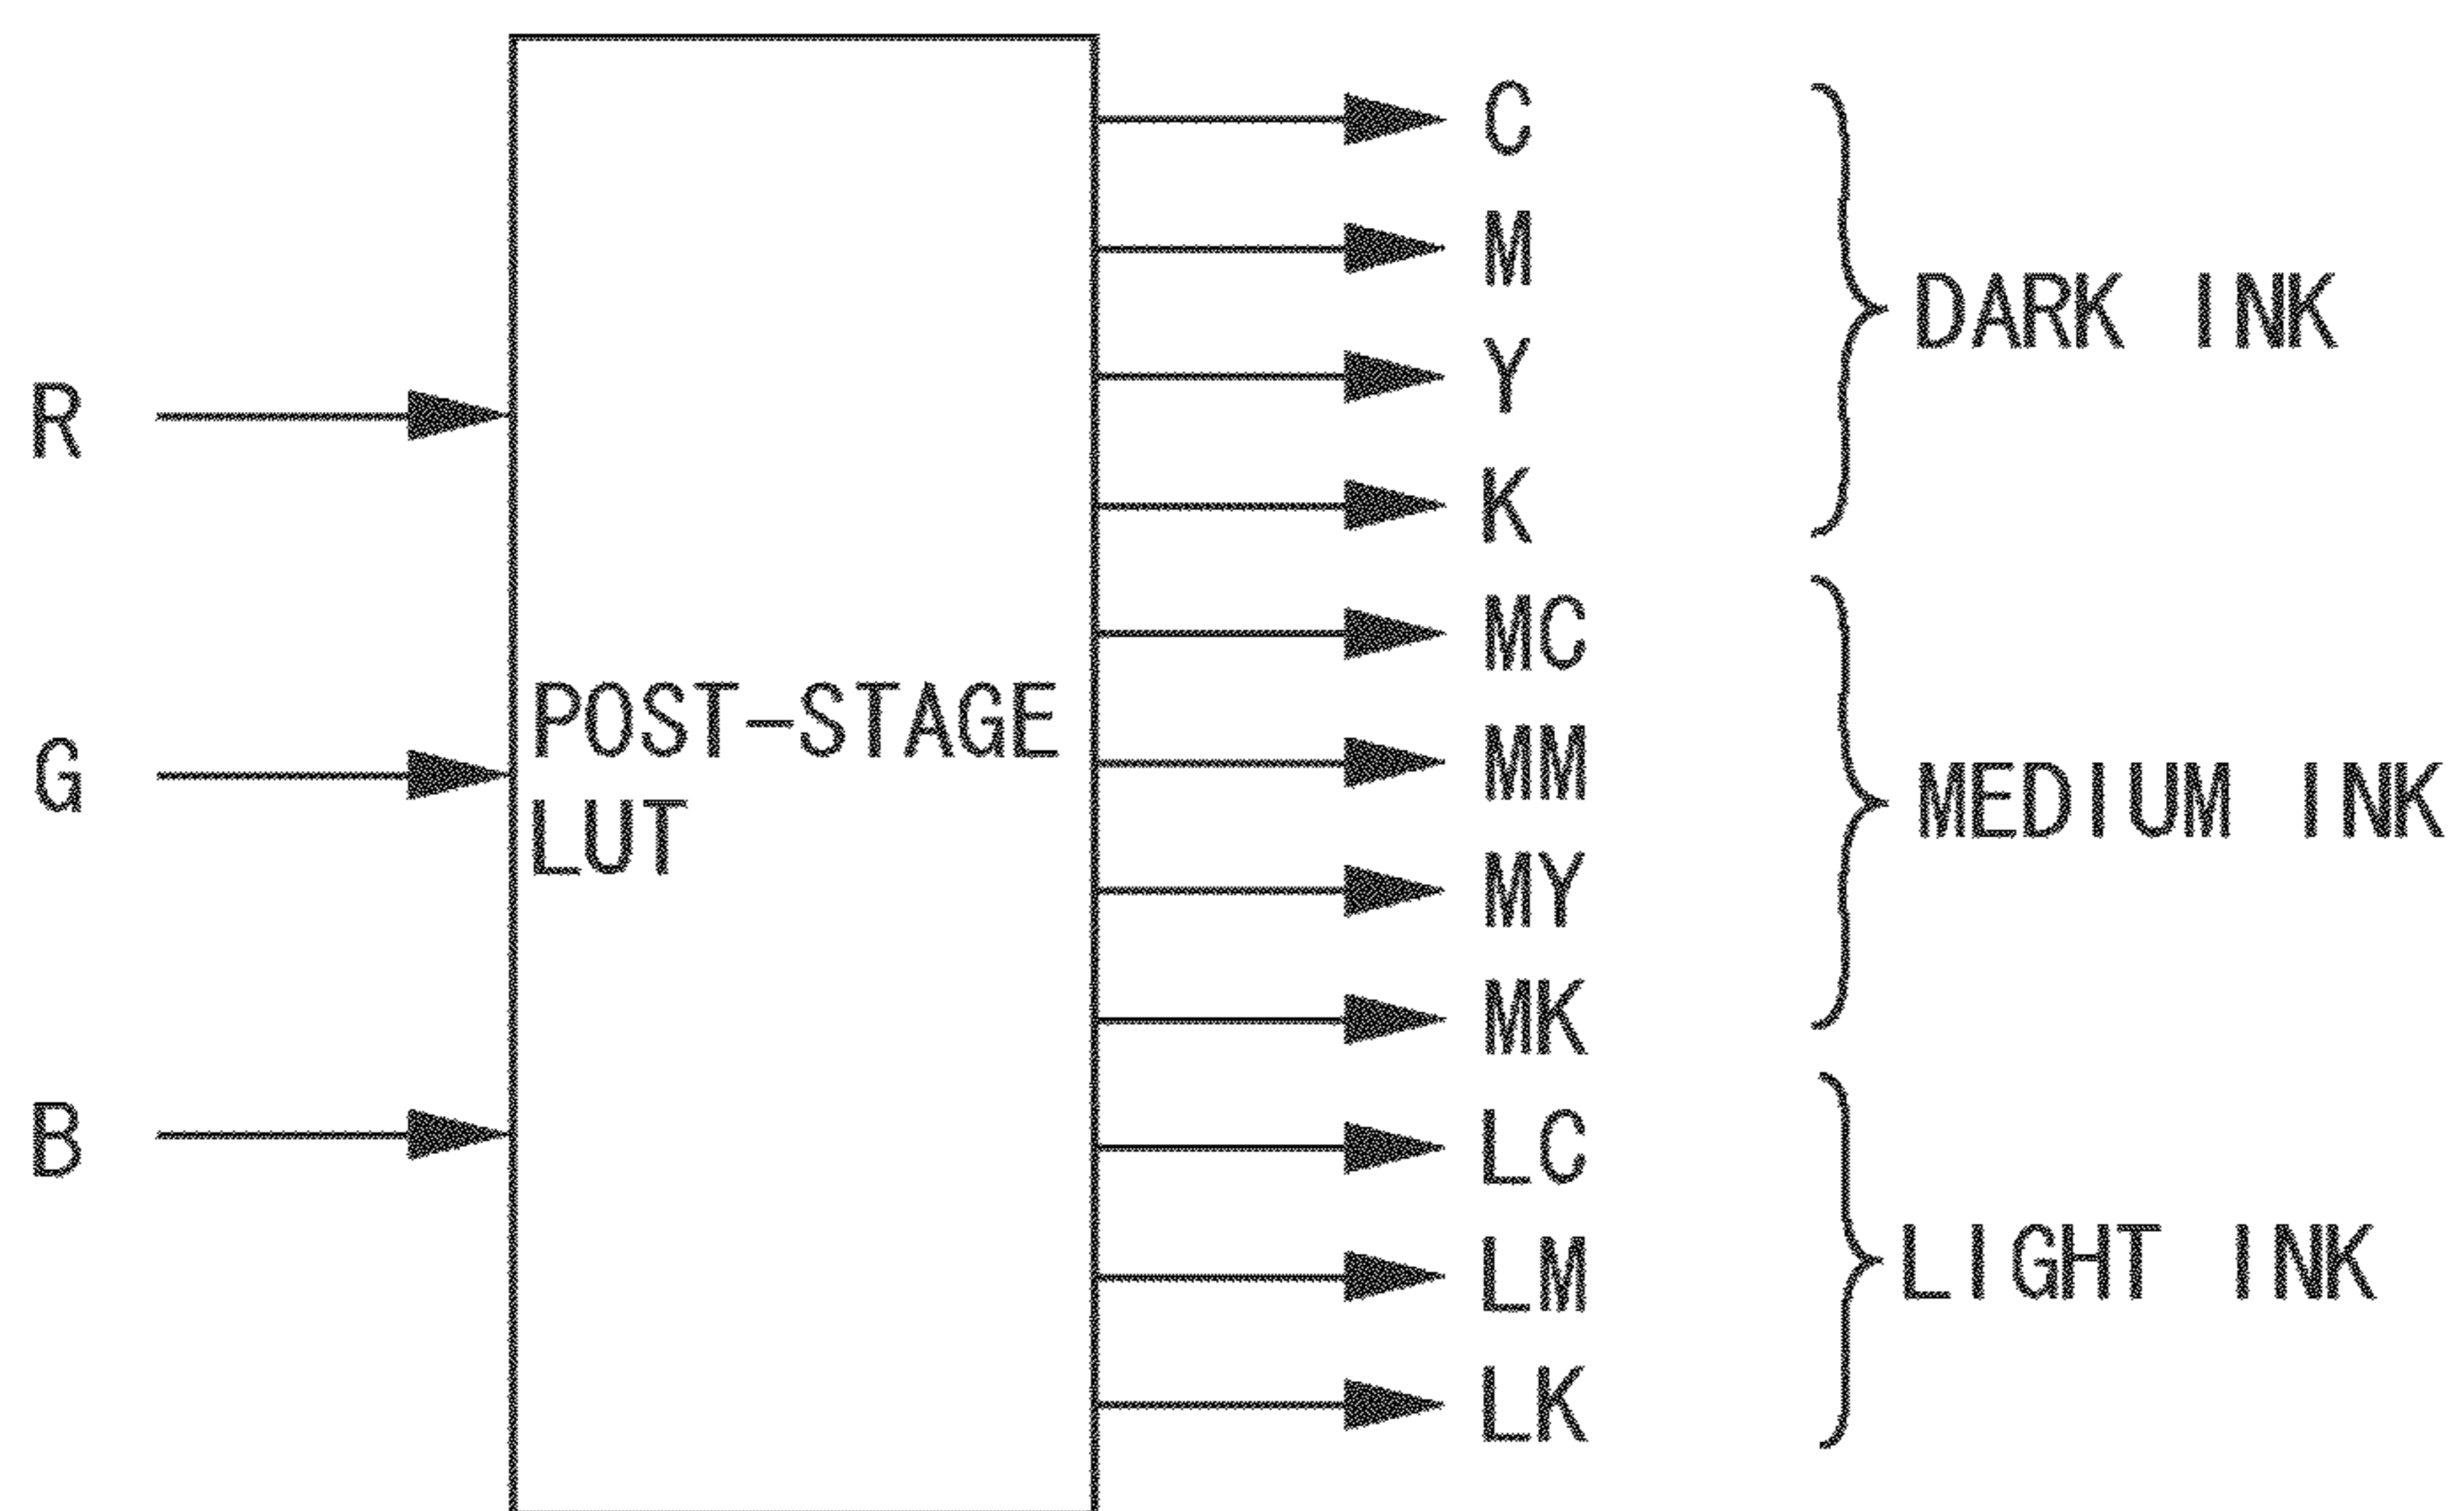 R
G
B
POST-STAGE
LUT
C
M
Y
K
MC
MM
MY
MK
LC
LM
LK
DARK INK
MEDIUM INK
LIGHT INK